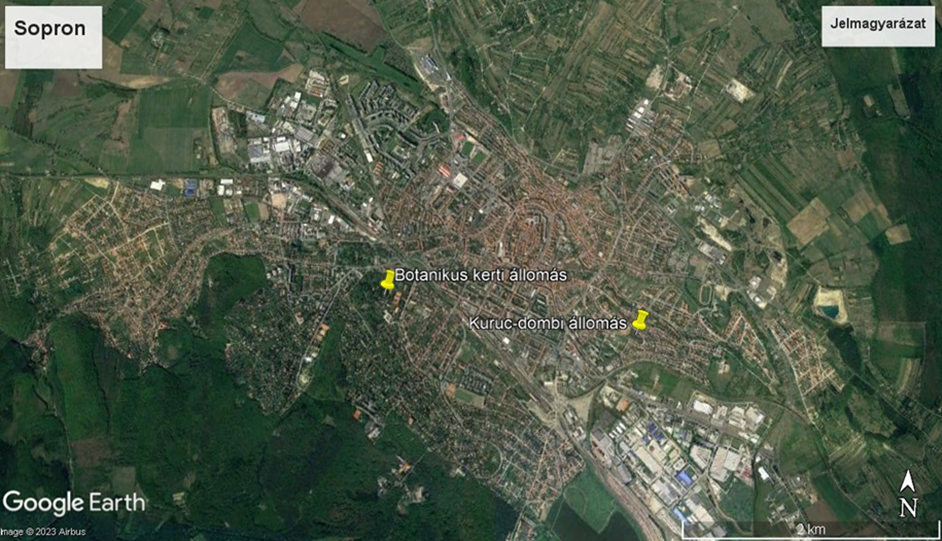 Sopron
Jelmagyarázat
Botanikus kerti állomás
Kuruc-dombi állomás
Google Earth
Image © 2023 Airbus
N
2 km